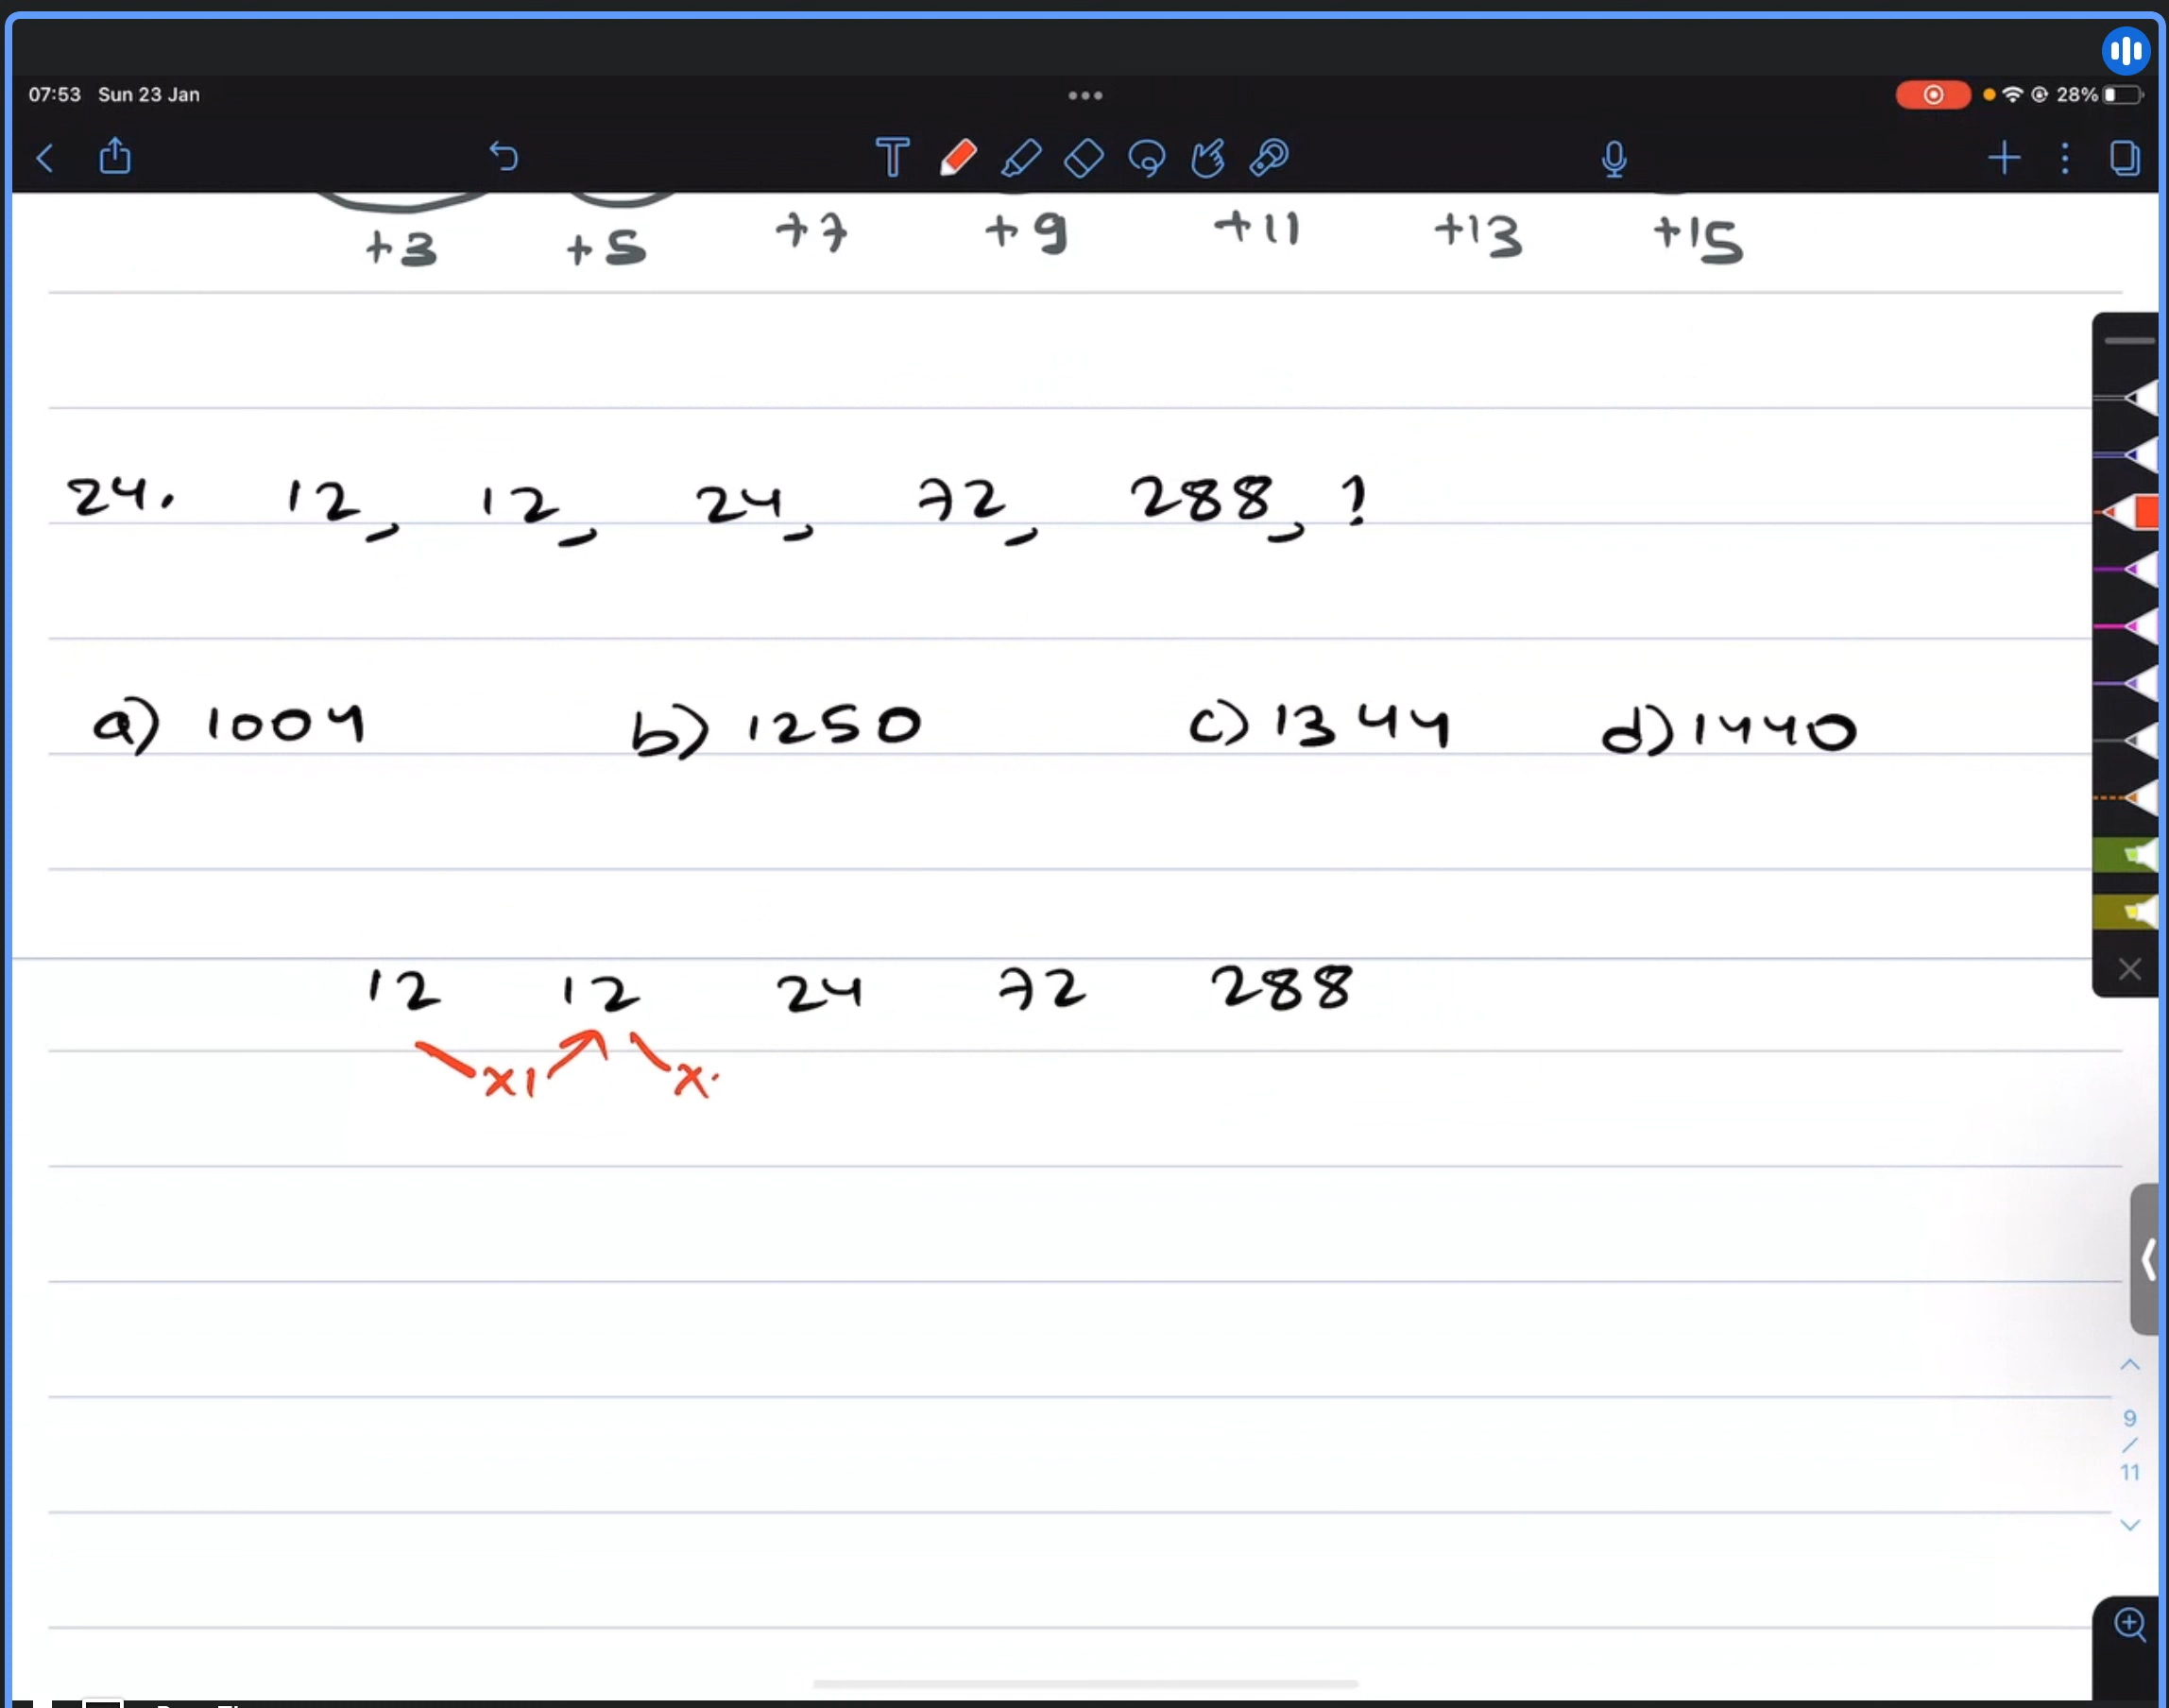 07:53 Sun 23 Jan 28%
+3 +5 +7 +9 +11 +13 +15
24. 12, 12, 24, 72, 288, ?
a) 1004 b) 1250 c) 1344 d) 1440
12 12 24 72 288
x1 x
9
/
11